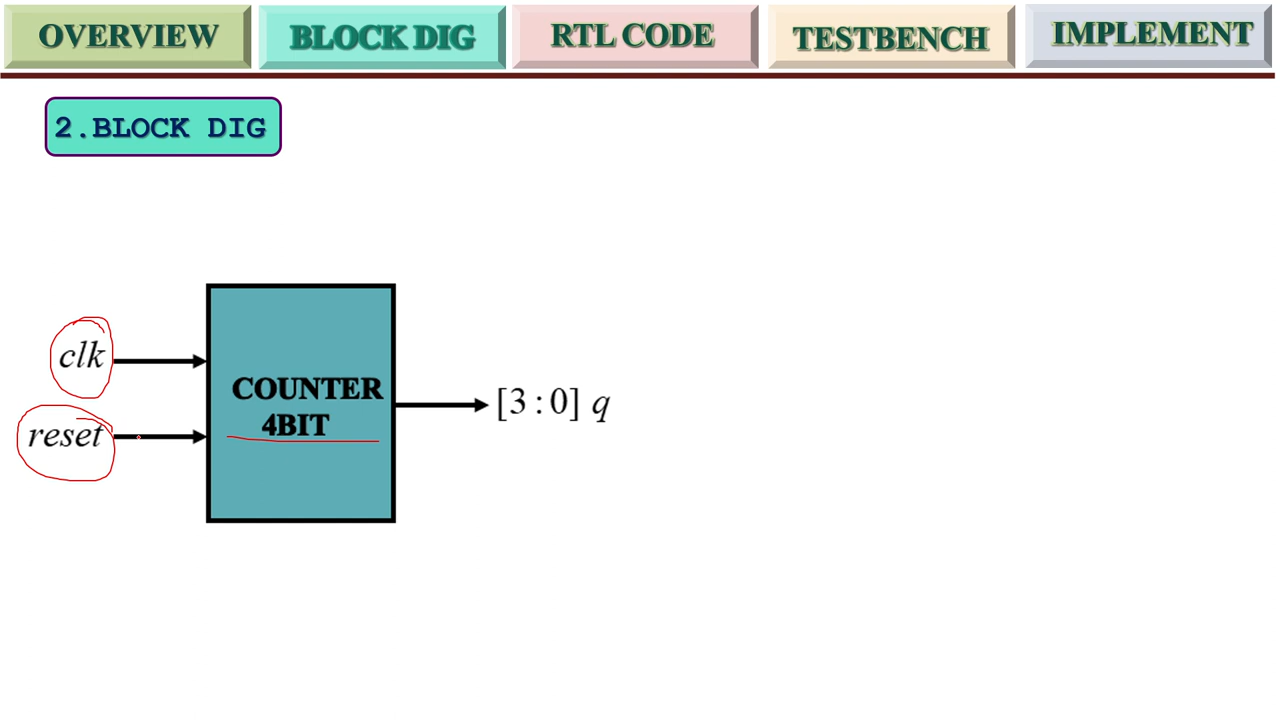 OVERVIEW
BLOCK DIG
RTL CODE
TESTBENCH
IMPLEMENT
2.BLOCK DIG
clk
reset
COUNTER
4BIT
[3:0] q